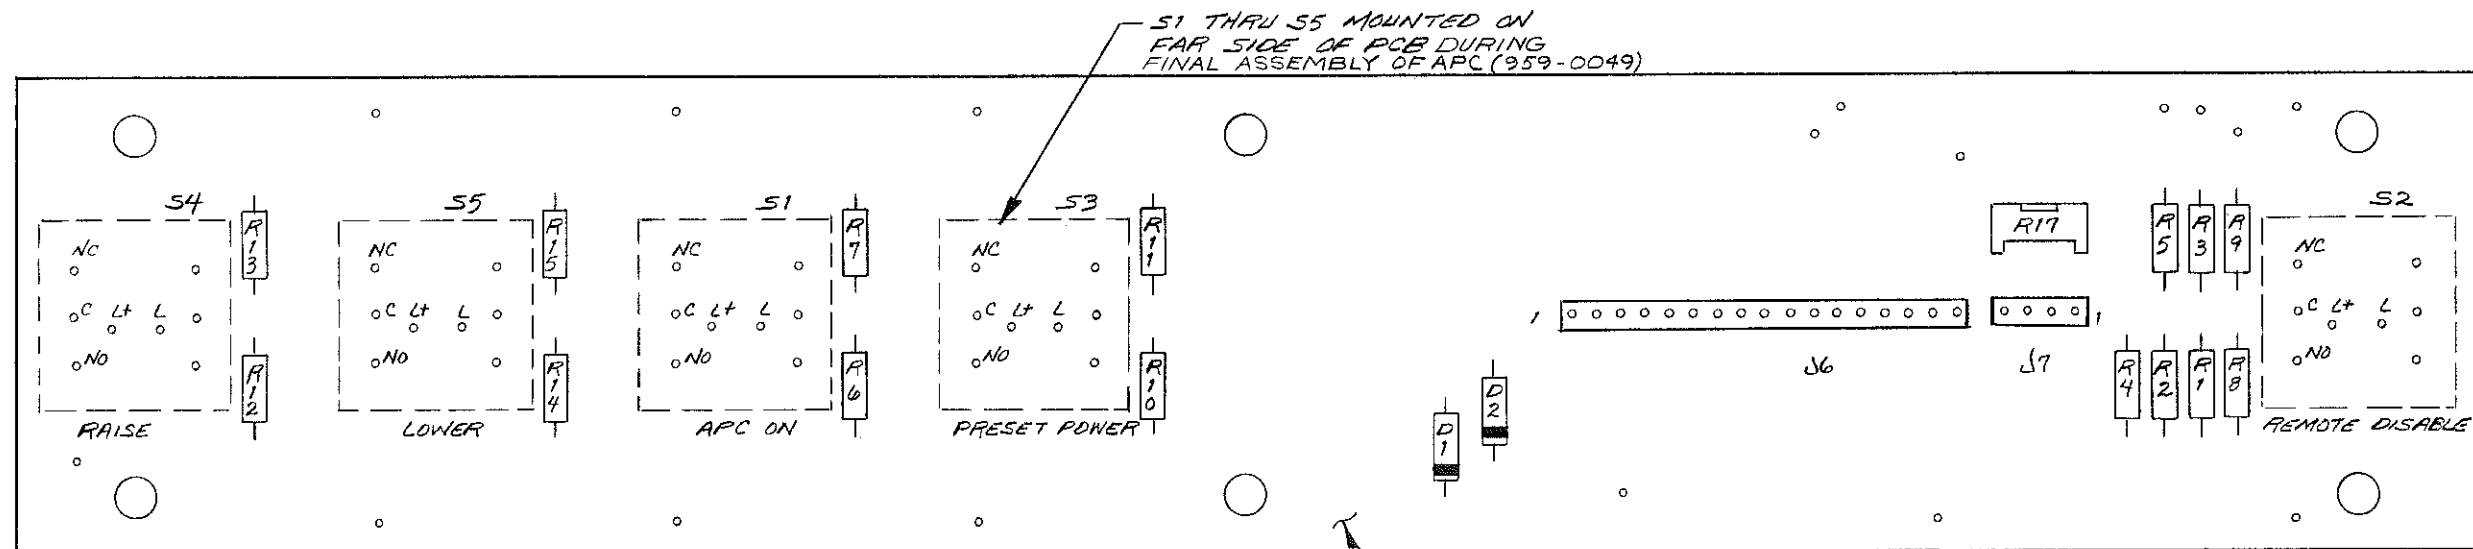 S1 THRU S5 MOUNTED ON
FAR SIDE OF PCB DURING
FINAL ASSEMBLY OF APC (959-0049)
S4
R13
NC
C L+ L
NO
R12
RAISE
S5
R15
NC
C L+ L
NO
R14
LOWER
S1
R7
NC
C L+ L
NO
R6
APC ON
S3
R11
NC
C L+ L
NO
R10
PRESET POWER
D1
D2
1
J6
R17
1
J7
R5
R3
R9
R4
R2
R1
R8
S2
NC
C L+ L
NO
REMOTE DISABLE